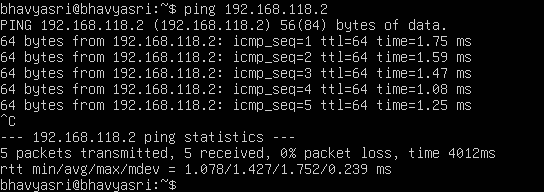 bhavyasri@bhavyasri:~$ ping 192.168.118.2
PING 192.168.118.2 (192.168.118.2) 56(84) bytes of data.
64 bytes from 192.168.118.2: icmp_seq=1 ttl=64 time=1.75 ms
64 bytes from 192.168.118.2: icmp_seq=2 ttl=64 time=1.59 ms
64 bytes from 192.168.118.2: icmp_seq=3 ttl=64 time=1.47 ms
64 bytes from 192.168.118.2: icmp_seq=4 ttl=64 time=1.08 ms
64 bytes from 192.168.118.2: icmp_seq=5 ttl=64 time=1.25 ms
^C
--- 192.168.118.2 ping statistics ---
5 packets transmitted, 5 received, 0% packet loss, time 4012ms
rtt min/avg/max/mdev = 1.078/1.427/1.752/0.239 ms
bhavyasri@bhavyasri:~$